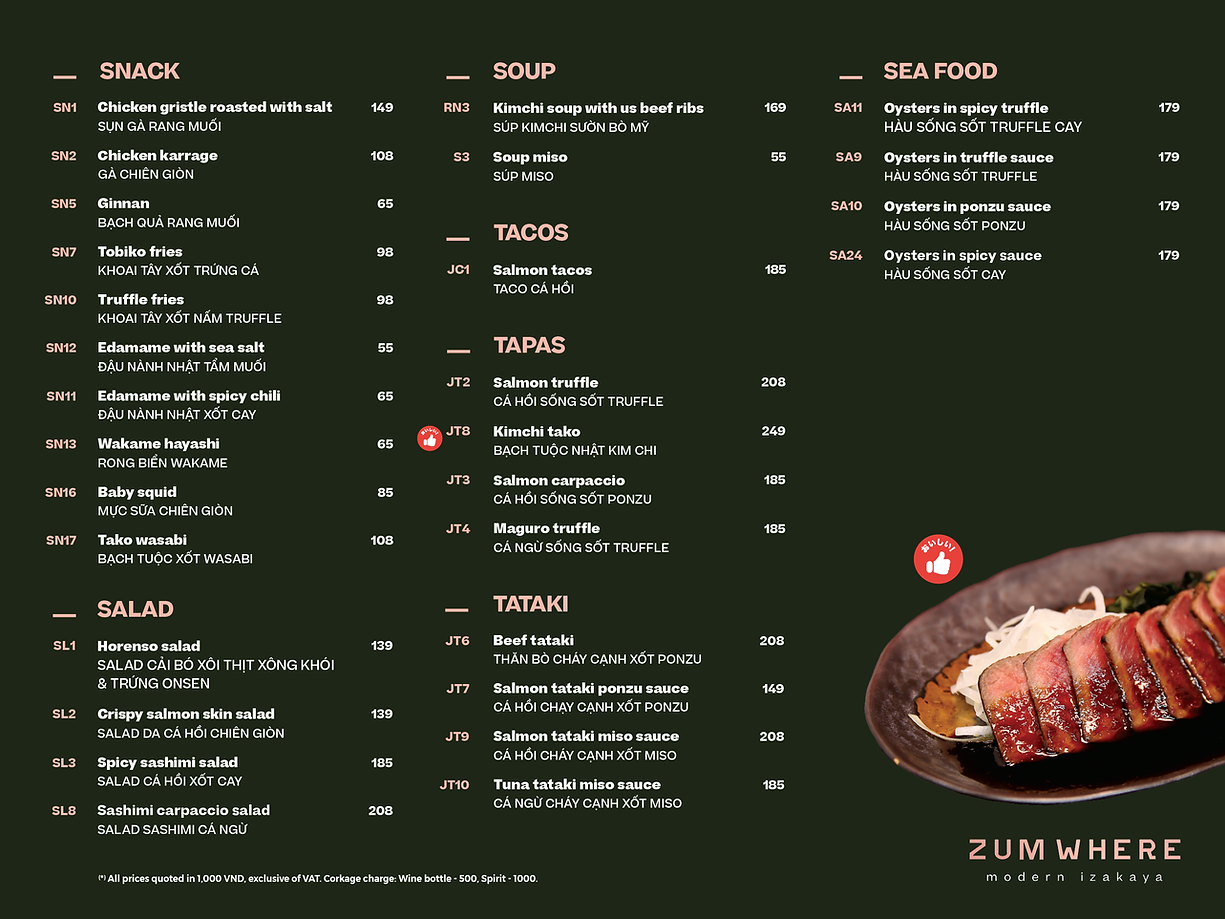 SNACK
SN1 Chicken gristle roasted with salt 149
SỤN GÀ RANG MUỐI
SN2 Chicken karrage 108
GÀ CHIÊN GIÒN
SN5 Ginnan 65
BẠCH QUẢ RANG MUỐI
SN7 Tobiko fries 98
KHOAI TÂY XỐT TRỨNG CÁ
SN10 Truffle fries 98
KHOAI TÂY XỐT NẤM TRUFFLE
SN12 Edamame with sea salt 55
ĐẬU NÀNH NHẬT TẨM MUỐI
SN11 Edamame with spicy chili 65
ĐẬU NÀNH NHẬT XỐT CAY
SN13 Wakame hayashi 65
RONG BIỂN WAKAME
SN16 Baby squid 85
MỰC SỮA CHIÊN GIÒN
SN17 Tako wasabi 108
BẠCH TUỘC XỐT WASABI
SALAD
SL1 Horenso salad 139
SALAD CẢI BÓ XÔI THỊT XÔNG KHÓI
& TRỨNG ONSEN
SL2 Crispy salmon skin salad 139
SALAD DA CÁ HỒI CHIÊN GIÒN
SL3 Spicy sashimi salad 185
SALAD CÁ HỒI XỐT CAY
SL8 Sashimi carpaccio salad 208
SALAD SASHIMI CÁ NGỪ
SOUP
RN3 Kimchi soup with us beef ribs 169
SÚP KIMCHI SƯỜN BÒ MỸ
S3 Soup miso 55
SÚP MISO
TACOS
JC1 Salmon tacos 185
TACO CÁ HỒI
TAPAS
JT2 Salmon truffle 208
CÁ HỒI SỐNG SỐT TRUFFLE
おいしい!
JT8 Kimchi tako 249
BẠCH TUỘC NHẬT KIM CHI
JT3 Salmon carpaccio 185
CÁ HỒI SỐNG SỐT PONZU
JT4 Maguro truffle 185
CÁ NGỪ SỐNG SỐT TRUFFLE
TATAKI
JT6 Beef tataki 208
THĂN BÒ CHÁY CẠNH XỐT PONZU
JT7 Salmon tataki ponzu sauce 149
CÁ HỒI CHAY CẠNH XỐT PONZU
JT9 Salmon tataki miso sauce 208
CÁ HỒI CHÁY CẠNH XỐT MISO
JT10 Tuna tataki miso sauce 185
CÁ NGỪ CHÁY CẠNH XỐT MISO
SEA FOOD
SA11 Oysters in spicy truffle 179
HÀU SỐNG SỐT TRUFFLE CAY
SA9 Oysters in truffle sauce 179
HÀU SỐNG SỐT TRUFFLE
SA10 Oysters in ponzu sauce 179
HÀU SỐNG SỐT PONZU
SA24 Oysters in spicy sauce 179
HÀU SỐNG SỐT CAY
おいしい!
ZUMWHERE
modern izakaya
(*) All prices quoted in 1,000 VND, exclusive of VAT. Corkage charge: Wine bottle - 500, Spirit - 1000.